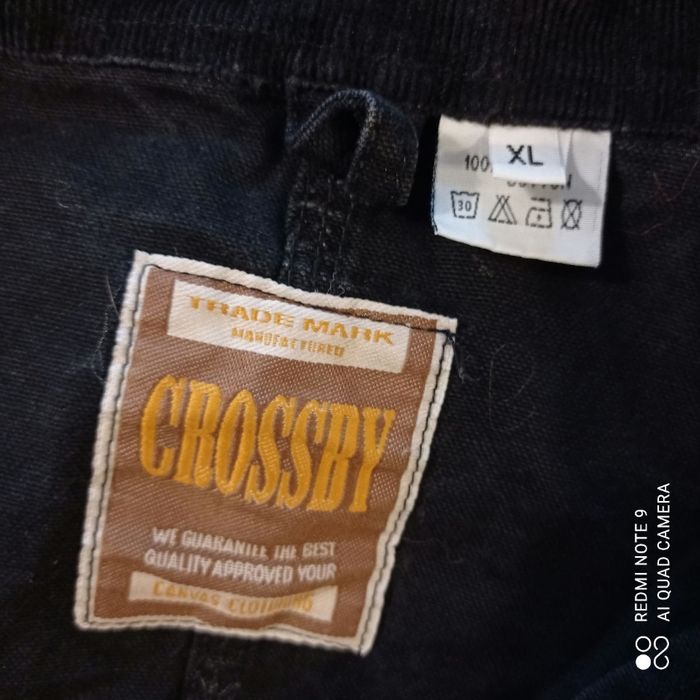 XL
100%
COTTON
30
TRADE MARK
MANUFACTURED
CROSSBY
WE GUARANTEE THE BEST
QUALITY APPROVED YOUR
CANVAS CLOTHING
REDMI NOTE 9
AI QUAD CAMERA